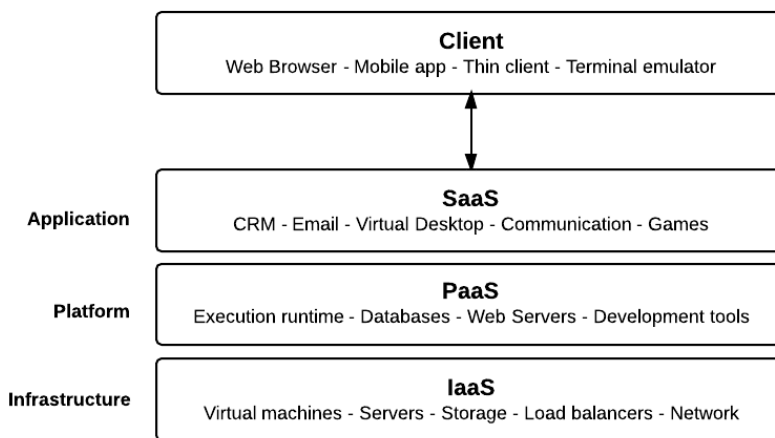 Client
Web Browser - Mobile app - Thin client - Terminal emulator
Application
SaaS
CRM - Email - Virtual Desktop - Communication - Games
Platform
PaaS
Execution runtime - Databases - Web Servers - Development tools
Infrastructure
IaaS
Virtual machines - Servers - Storage - Load balancers - Network